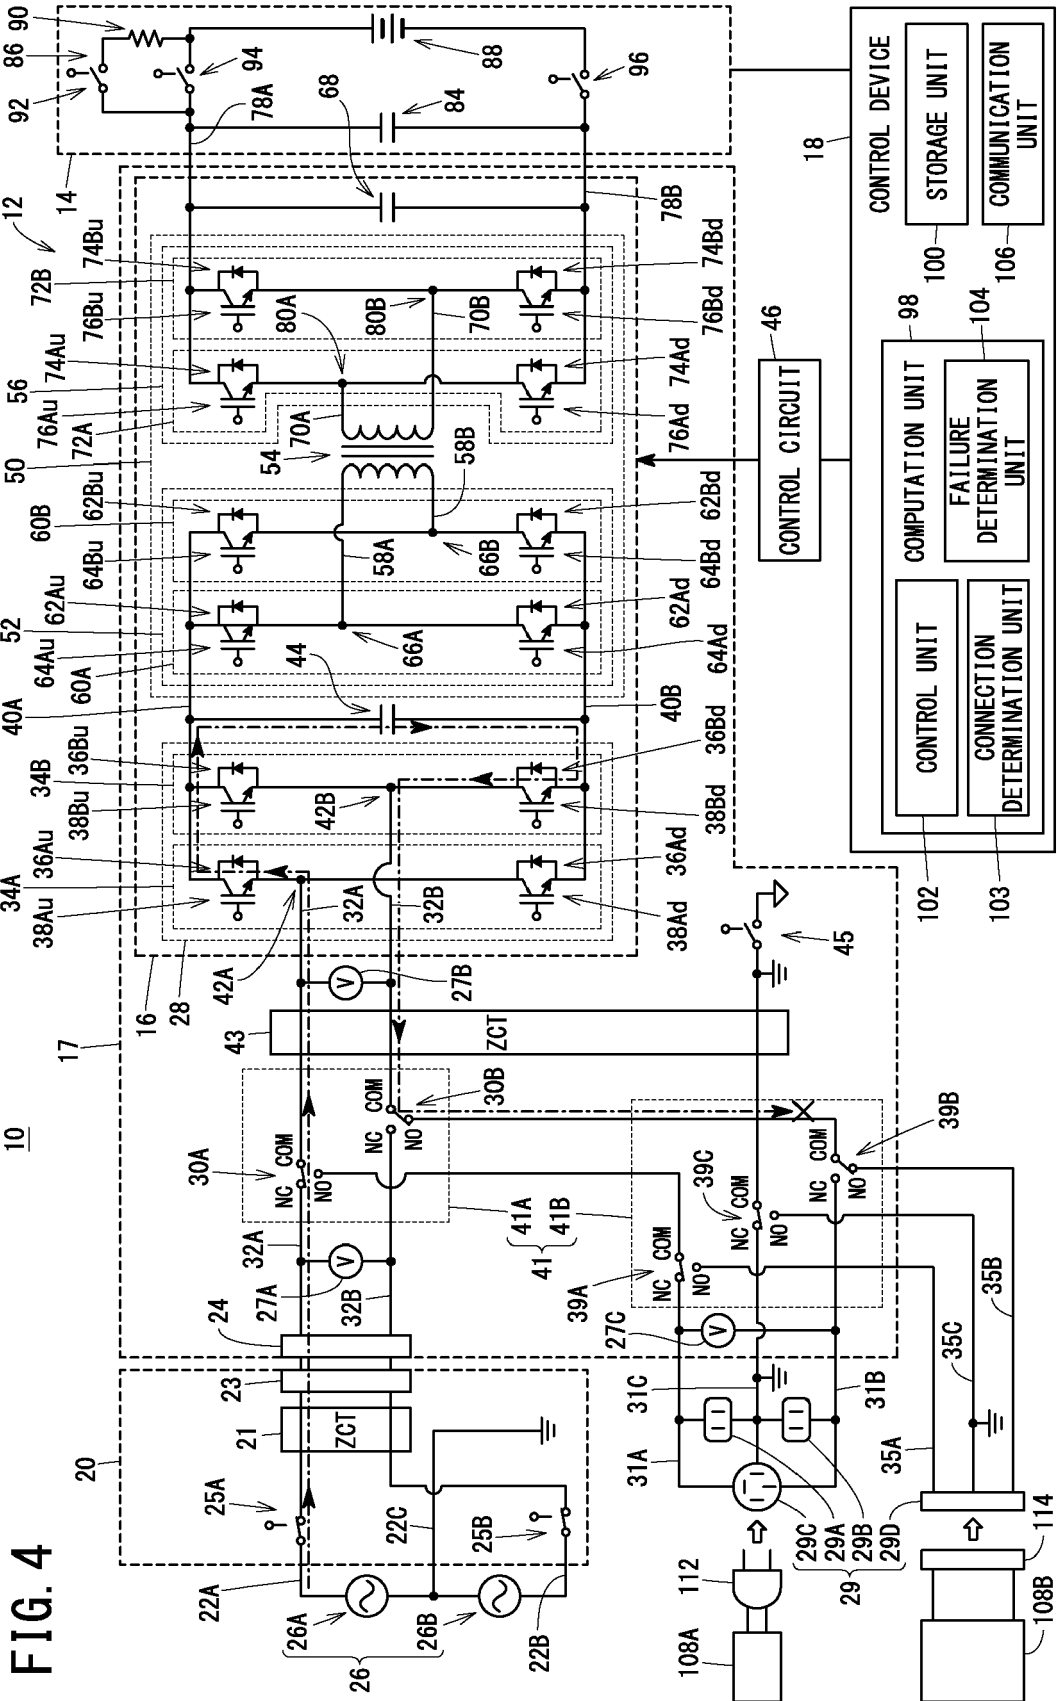 FIG. 4
10
12
14
90
86
92
94
88
96
84
68
78A
78B
50
56
72A
76Au
74Au
72B
76Bu
74Bu
80A
80B
70A
70B
54
58A
58B
74Bd
76Bd
74Ad
76Ad
52
60A
64Au
62Au
60B
64Bu
62Bu
66A
66B
62Bd
64Bd
62Ad
64Ad
40A
40B
44
34A
38Au
36Au
34B
38Bu
36Bu
42A
42B
32A
32B
36Bd
38Bd
36Ad
38Ad
16
28
17
43
ZCT
V
27B
45
30A
NC
COM
NO
30B
NC
COM
NO
41A
41B
41
32A
32B
V
27A
24
23
21
ZCT
20
25A
25B
22A
22B
22C
26A
26B
26
39A
NC
COM
NO
39B
NC
COM
NO
39C
NC
COM
NO
V
27C
31A
31B
31C
35A
35B
35C
29C
29A
29B
29D
29
112
108A
114
108B
46
CONTROL CIRCUIT
18
CONTROL DEVICE
STORAGE UNIT
100
COMMUNICATION
UNIT
106
98
COMPUTATION UNIT
104
FAILURE
DETERMINATION
UNIT
CONTROL UNIT
102
CONNECTION
DETERMINATION UNIT
103